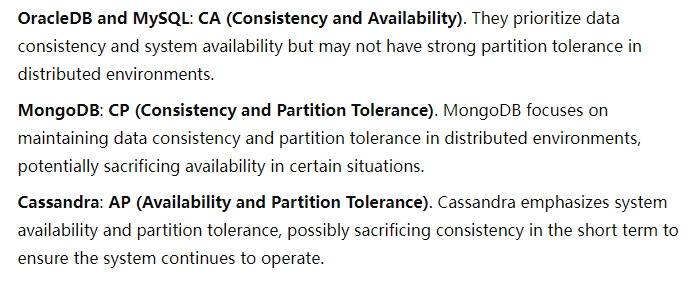 OracleDB and MySQL: CA (Consistency and Availability). They prioritize data
consistency and system availability but may not have strong partition tolerance in
distributed environments.
MongoDB: CP (Consistency and Partition Tolerance). MongoDB focuses on
maintaining data consistency and partition tolerance in distributed environments,
potentially sacrificing availability in certain situations.
Cassandra: AP (Availability and Partition Tolerance). Cassandra emphasizes system
availability and partition tolerance, possibly sacrificing consistency in the short term to
ensure the system continues to operate.